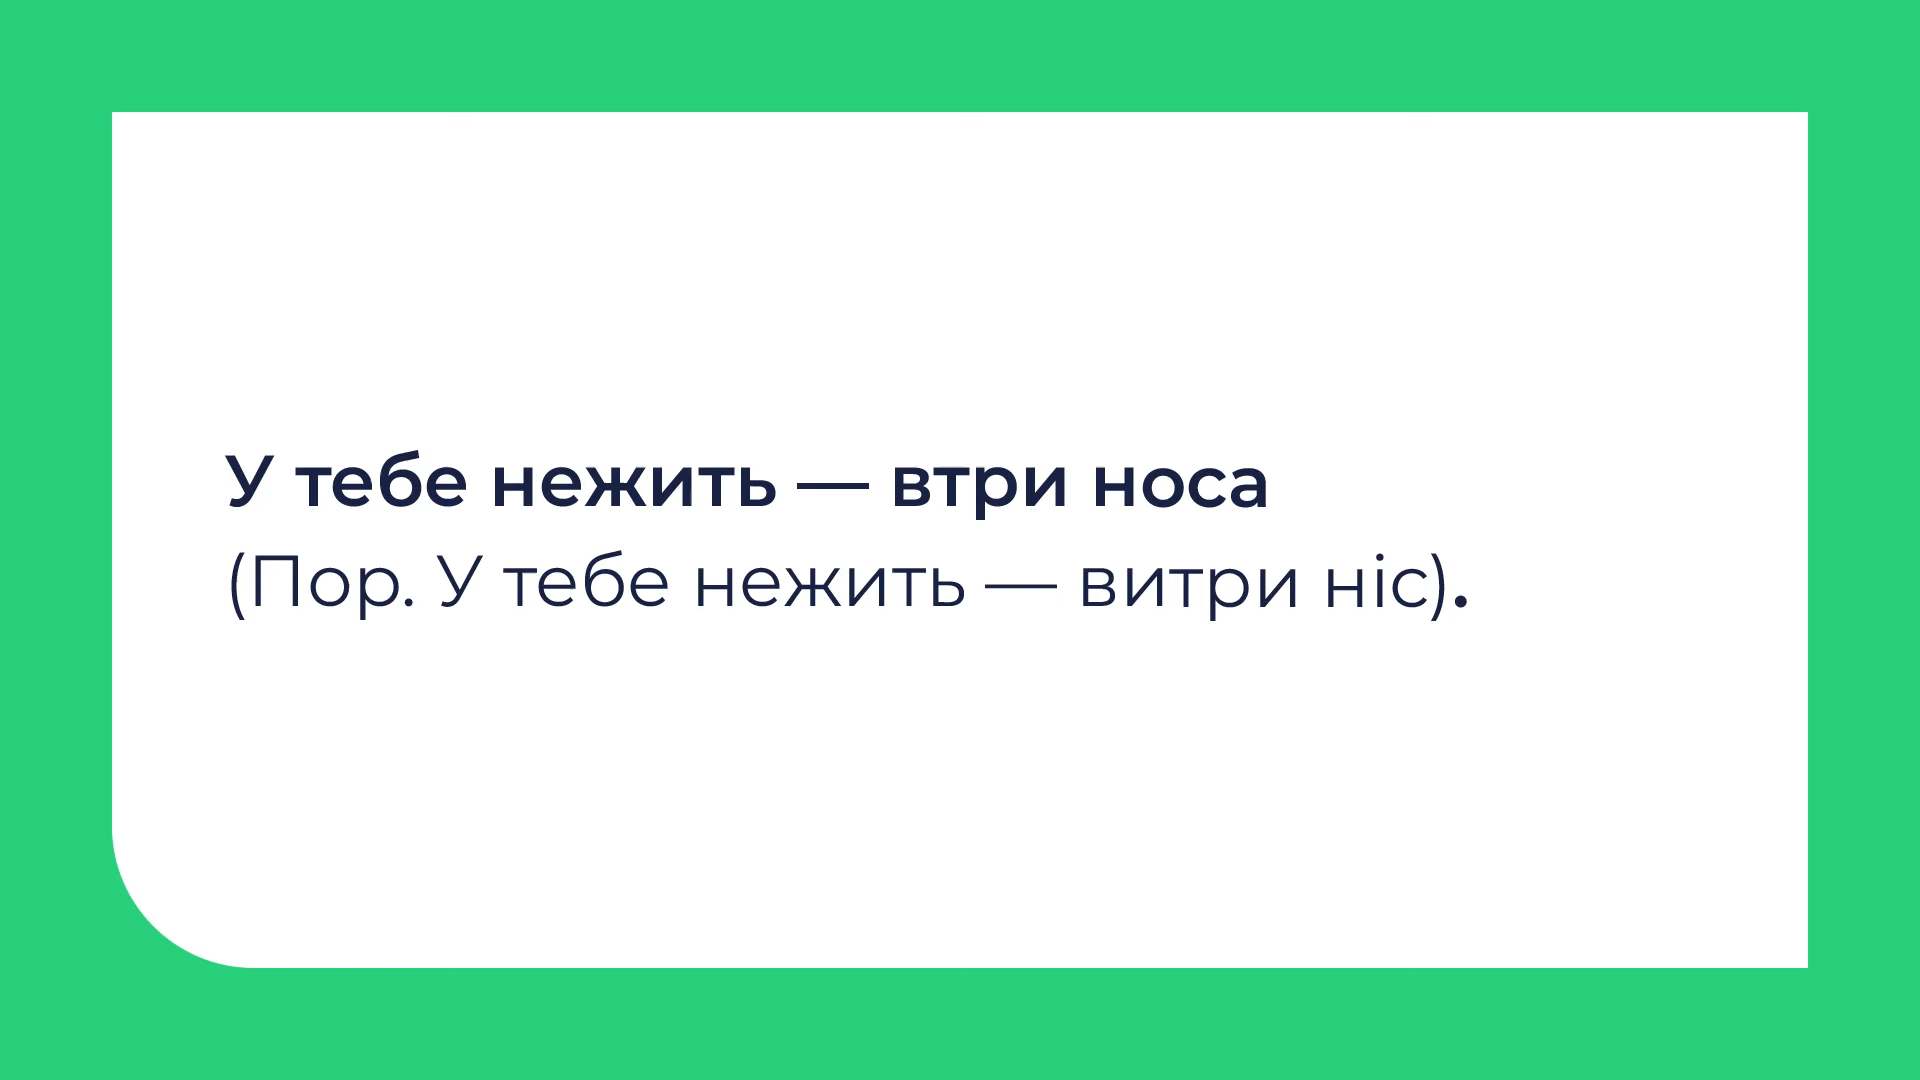 У тебе нежить — втри носа
(Пор. У тебе нежить — витри ніс).